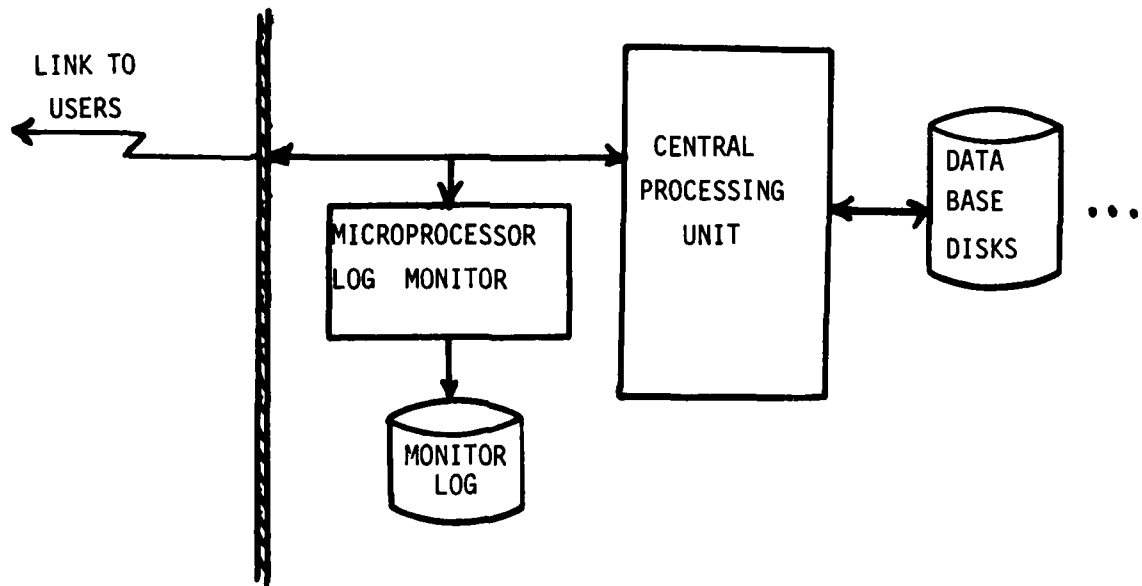 LINK TO
USERS
CENTRAL
PROCESSING
UNIT
DATA
BASE
DISKS
...
MICROPROCESSOR
LOG MONITOR
MONITOR
LOG